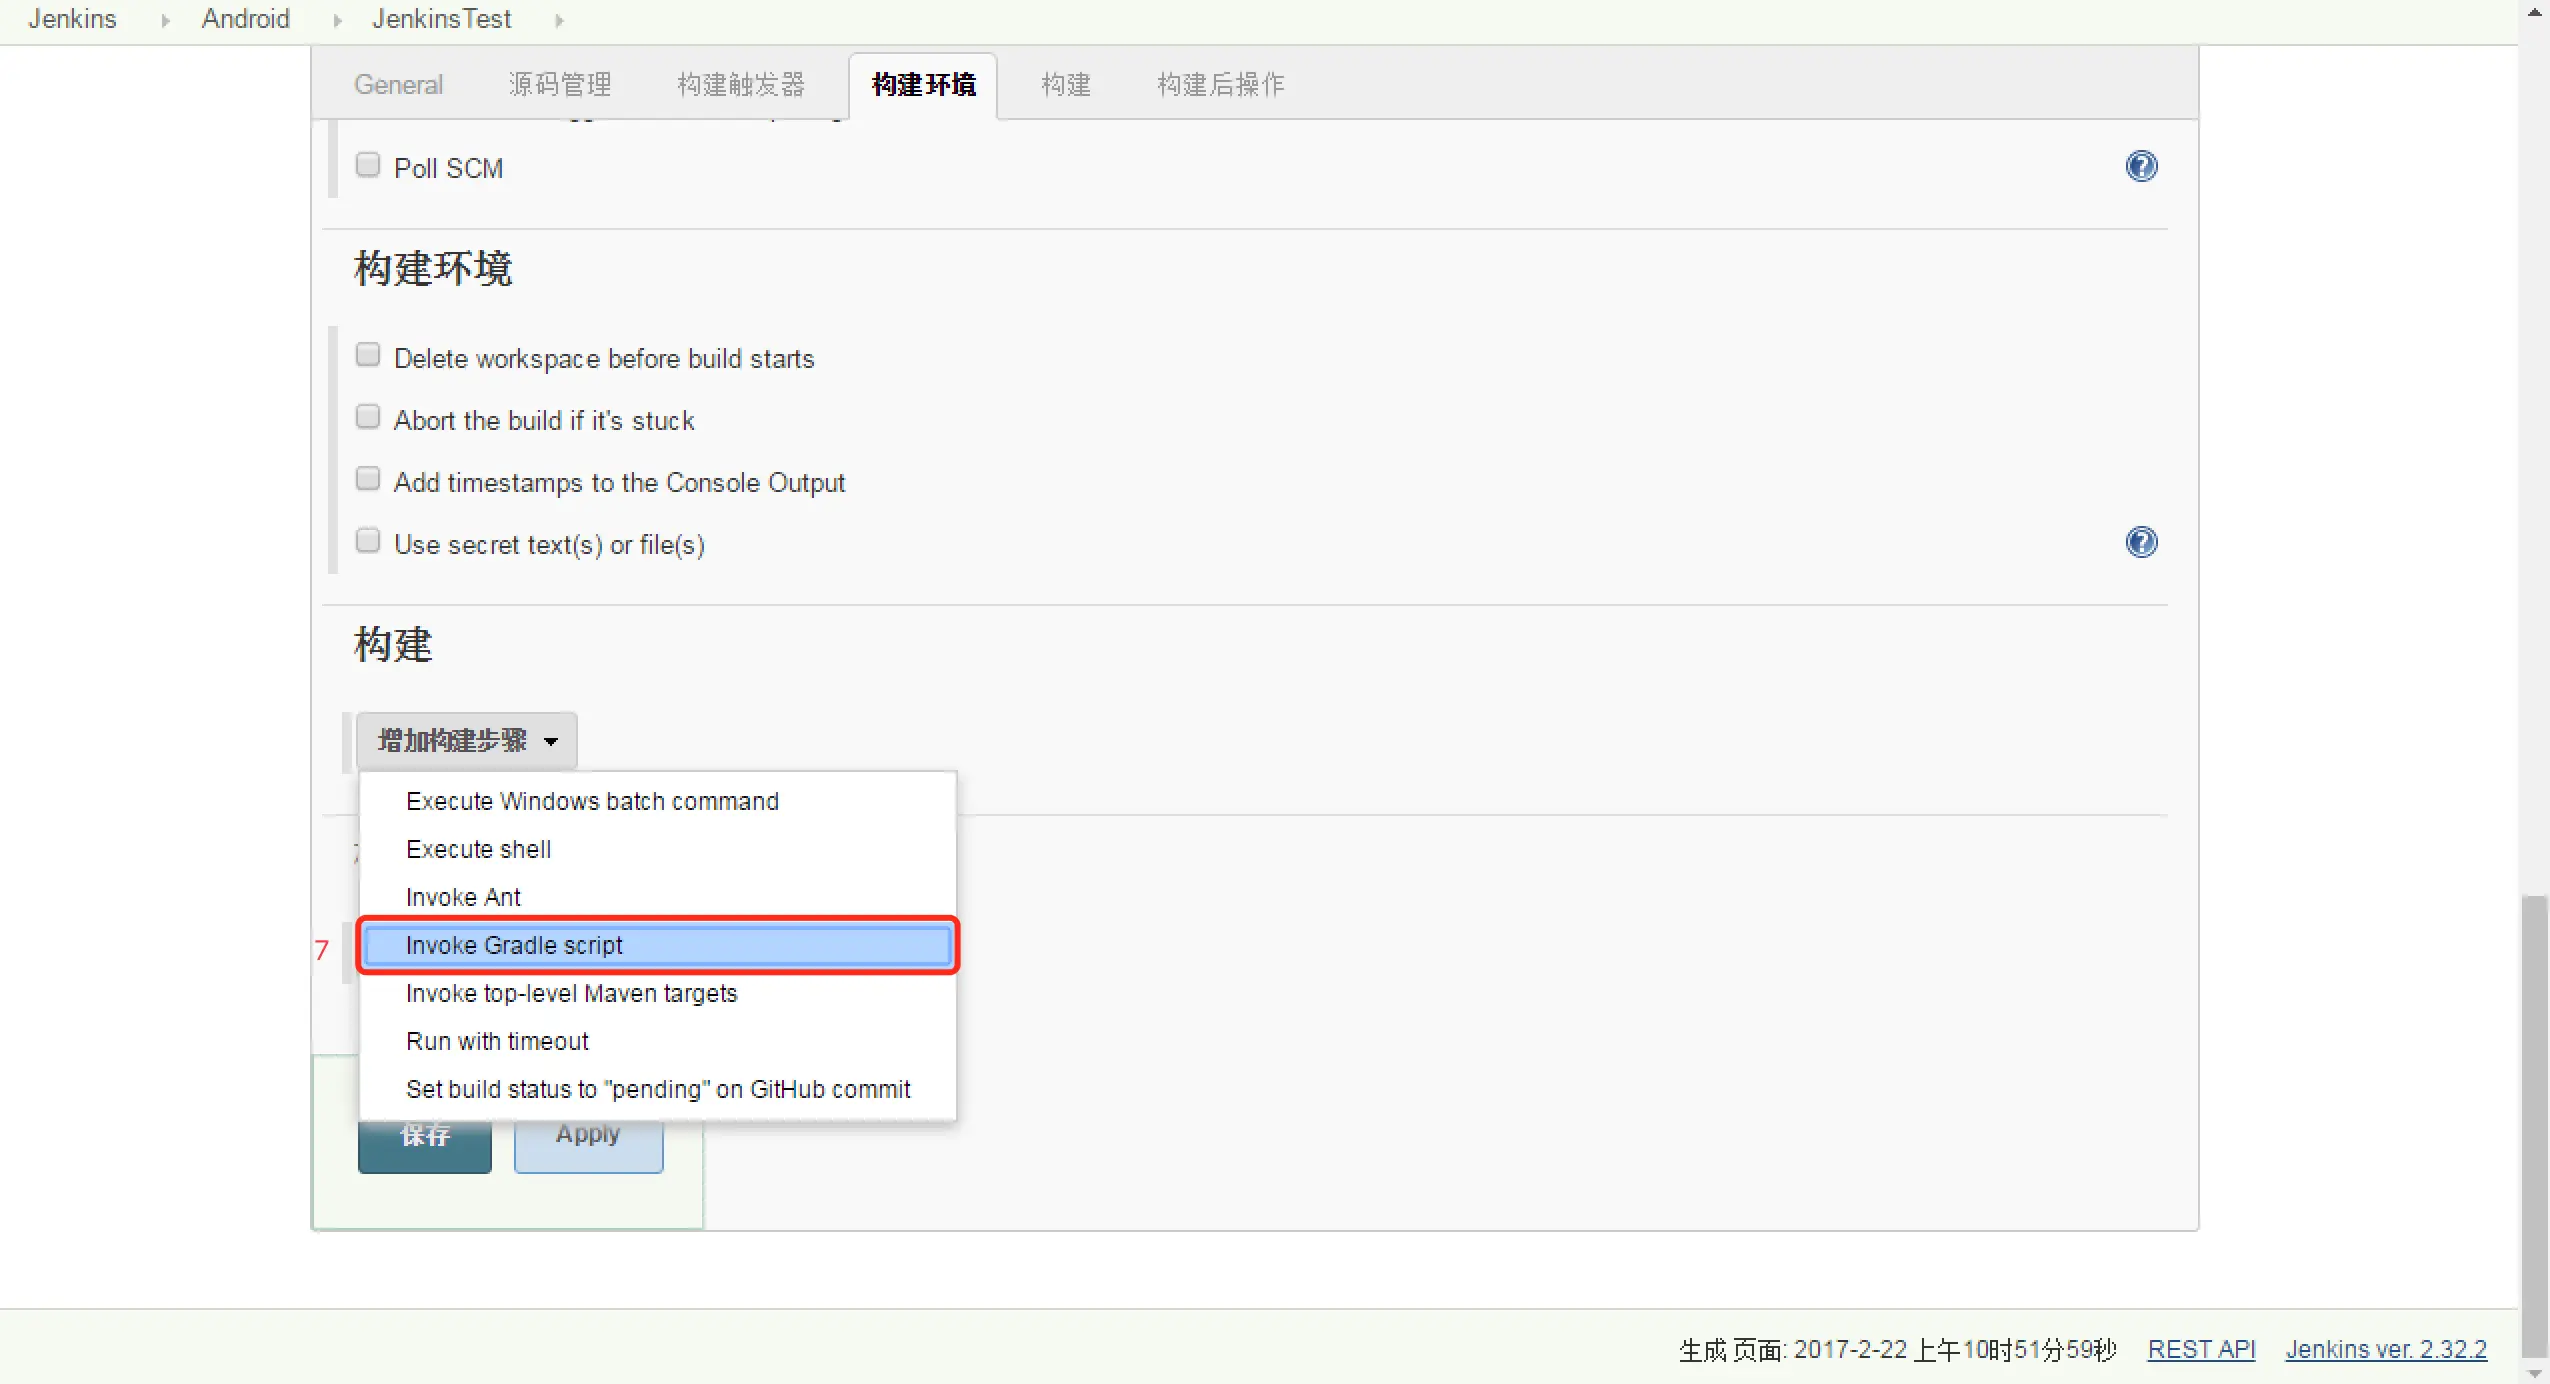 Jenkins Android JenkinsTest
General 源码管理 构建触发器 构建环境 构建 构建后操作
Poll SCM
构建环境
Delete workspace before build starts
Abort the build if it's stuck
Add timestamps to the Console Output
Use secret text(s) or file(s)
构建
增加构建步骤
Execute Windows batch command
Execute shell
Invoke Ant
7 Invoke Gradle script
Invoke top-level Maven targets
Run with timeout
Set build status to "pending" on GitHub commit
保存 Apply
生成 页面: 2017-2-22 上午10时51分59秒 REST API Jenkins ver. 2.32.2